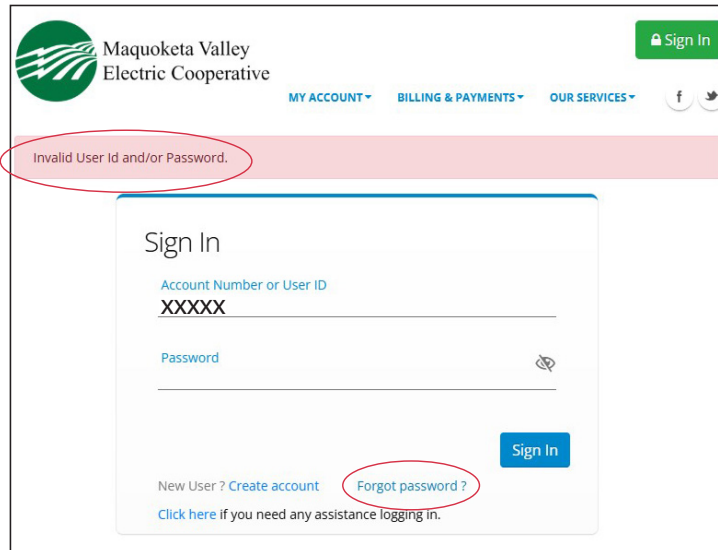 Maquoketa Valley
Electric Cooperative
Sign In
MY ACCOUNT
BILLING & PAYMENTS
OUR SERVICES
f
Invalid User Id and/or Password.
Sign In
Account Number or User ID
XXXXX
Password
Sign In
New User ? Create account Forgot password ?
Click here if you need any assistance logging in.